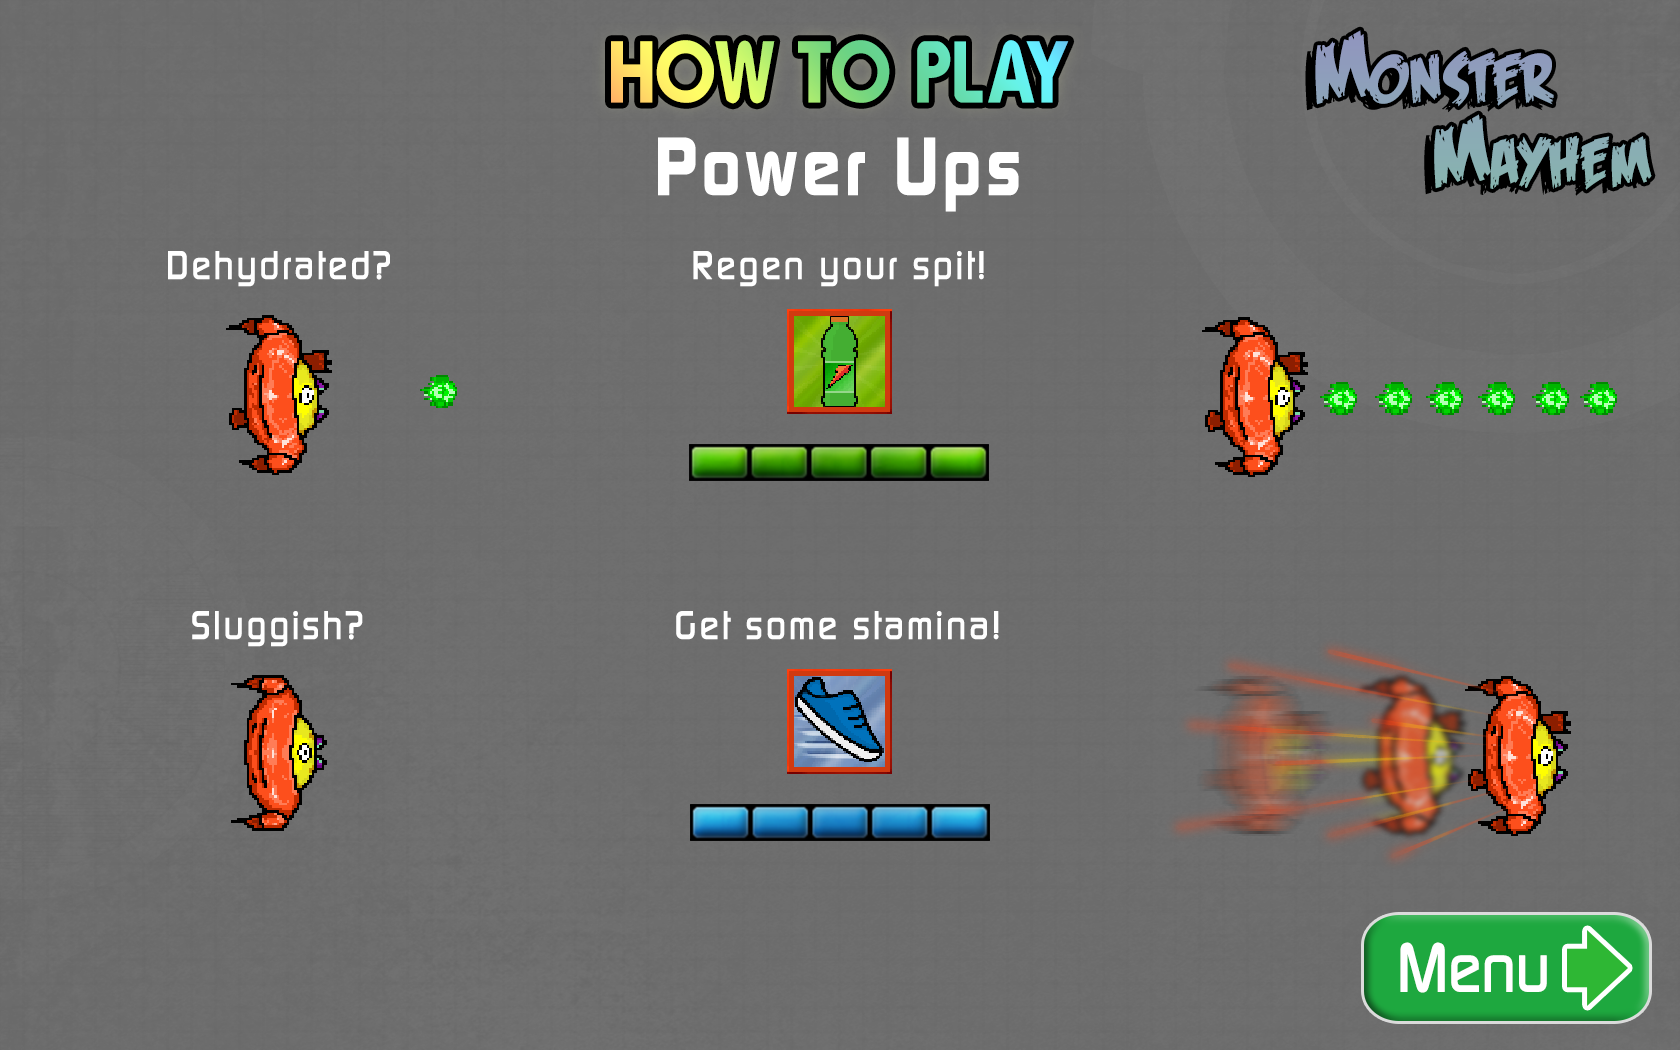 HOW TO PLAY
Monster
Mayhem
Power Ups
Dehydrated?
Regen your spit!
Sluggish?
Get some stamina!
Menu